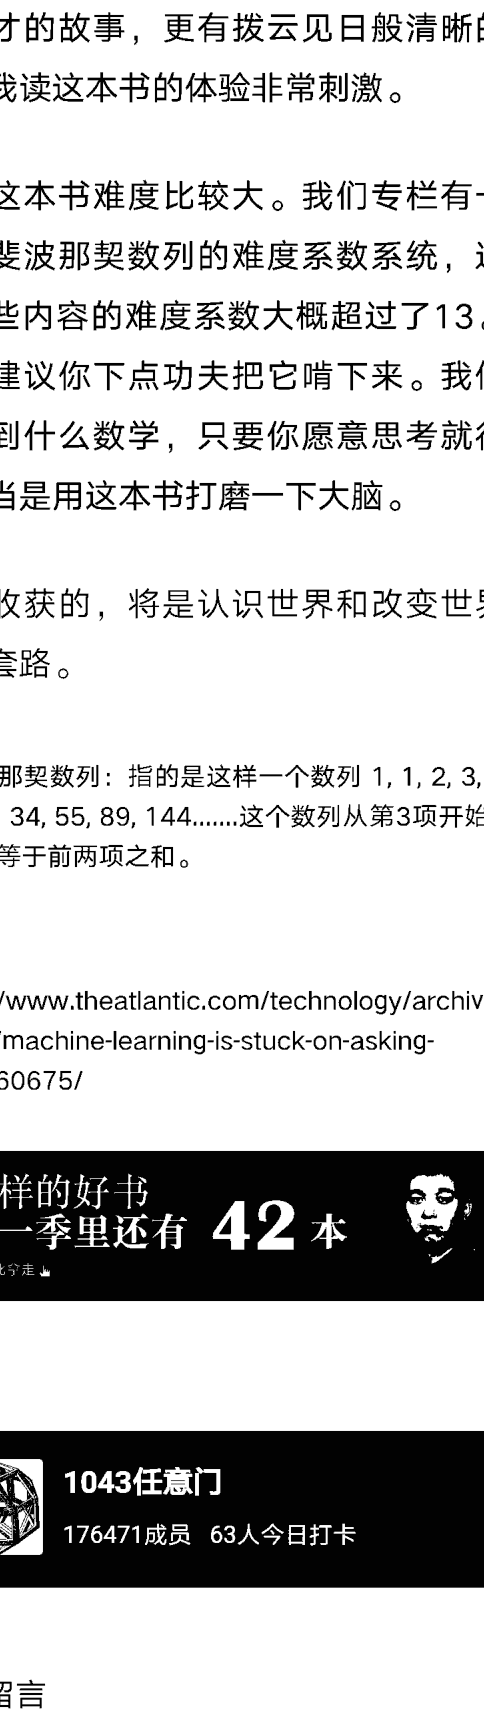 才的故事，更有拨云见日般清晰的
我读这本书的体验非常刺激。
这本书难度比较大。我们专栏有一
斐波那契数列的难度系数系统，这
些内容的难度系数大概超过了13。
建议你下点功夫把它啃下来。我们
到什么数学，只要你愿意思考就行
当是用这本书打磨一下大脑。
收获的，将是认识世界和改变世界
套路。
那契数列：指的是这样一个数列 1, 1, 2, 3,
34, 55, 89, 144.......这个数列从第3项开始
等于前两项之和。
/www.theatlantic.com/technology/archiv
/machine-learning-is-stuck-on-asking-
60675/
样的好书
一季里还有 42 本
走
1043任意门
176471成员 63人今日打卡
留言